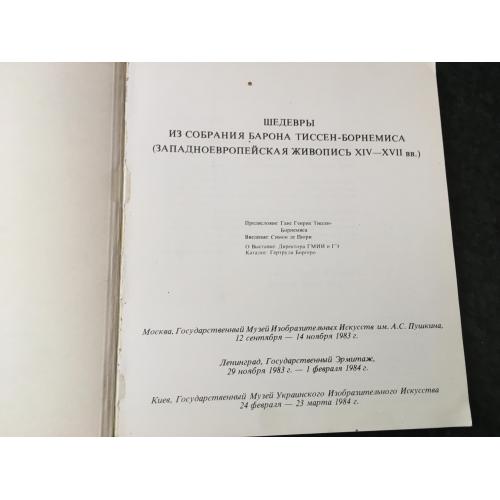 ШЕДЕВРЫ
ИЗ СОБРАНИЯ БАРОНА ТИССЕН-БОРНЕМИСА
(ЗАПАДНОЕВРОПЕЙСКАЯ ЖИВОПИСЬ XIV—XVII вв.)
Предисловие: Ганс Генрих Тиссен-
Борнемиса
Введение: Симон де Пюри
О Выставке: Директора ГМИИ и ГЭ
Каталог: Гертруда Боргеро
Москва, Государственный Музей Изобразительных Искусств им. А.С. Пушкина,
12 сентября — 14 ноября 1983 г.
Ленинград, Государственный Эрмитаж,
29 ноября 1983 г. — 1 февраля 1984 г.
Киев, Государственный Музей Украинского Изобразительного Искусства
24 февраля — 23 марта 1984 г.